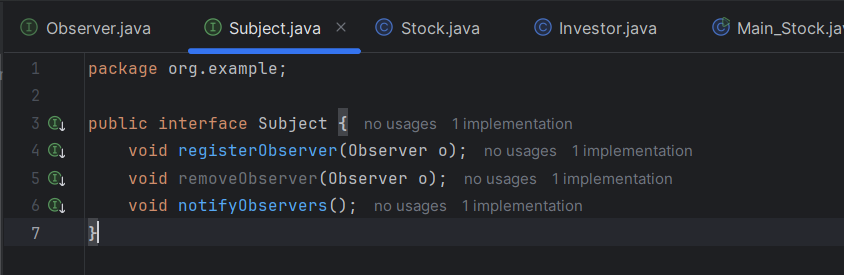 Observer.java Subject.java Stock.java Investor.java Main_Stock.jav
1 package org.example;
2
3 public interface Subject { no usages 1 implementation
4 void registerObserver(Observer o); no usages 1 implementation
5 void removeObserver(Observer o); no usages 1 implementation
6 void notifyObservers(); no usages 1 implementation
7 }